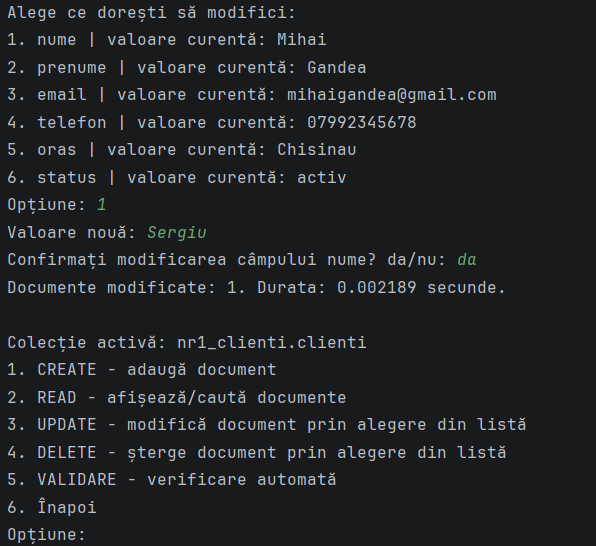 Alege ce dorești să modifici:
1. nume | valoare curentă: Mihai
2. prenume | valoare curentă: Gandea
3. email | valoare curentă: mihaigandea@gmail.com
4. telefon | valoare curentă: 07992345678
5. oras | valoare curentă: Chisinau
6. status | valoare curentă: activ
Opțiune: 1
Valoare nouă: Sergiu
Confirmați modificarea câmpului nume? da/nu: da
Documente modificate: 1. Durata: 0.002189 secunde.
Colecție activă: nr1_clienti.clienti
1. CREATE - adaugă document
2. READ - afișează/caută documente
3. UPDATE - modifică document prin alegere din listă
4. DELETE - șterge document prin alegere din listă
5. VALIDARE - verificare automată
6. Înapoi
Opțiune: